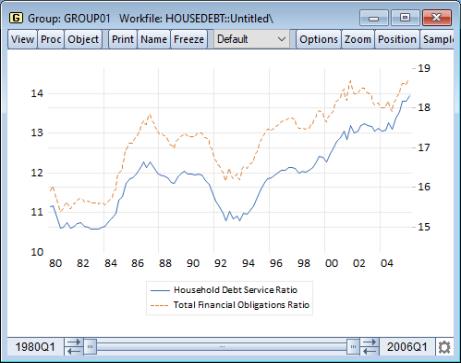 Group: GROUP01 Workfile: HOUSEDEBT::Untitled\
View Proc Object Print Name Freeze Default Options Zoom Position Sample
19
14 18
13 17
12 16
11 15
10
80 82 84 86 88 90 92 94 96 98 00 02 04
Household Debt Service Ratio
Total Financial Obligations Ratio
1980Q1 2006Q1